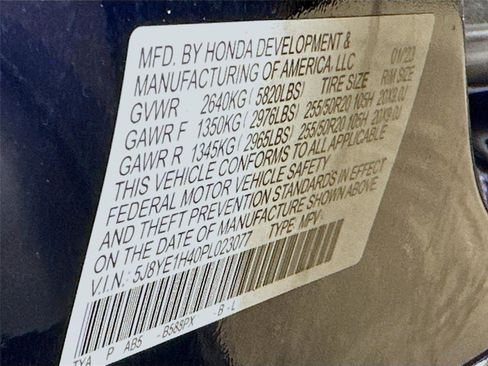 MFD. BY HONDA DEVELOPMENT &
MANUFACTURING OF AMERICA, LLC 01/23
GVWR 2640KG (5820LBS) TIRE SIZE RIM SIZE
GAWR F 1350KG (2976LBS) 255/50R20 105H 20X9.0J
GAWR R 1345KG (2965LBS) 255/50R20 105H 20X9.0J
THIS VEHICLE CONFORMS TO ALL APPLICABLE
FEDERAL MOTOR VEHICLE SAFETY
AND THEFT PREVENTION STANDARDS IN EFFECT
ON THE DATE OF MANUFACTURE SHOWN ABOVE
V.I.N.: 5J8YE1H40PL023077 TYPE: MPV
TYA P AB5 -B588PX -B-L